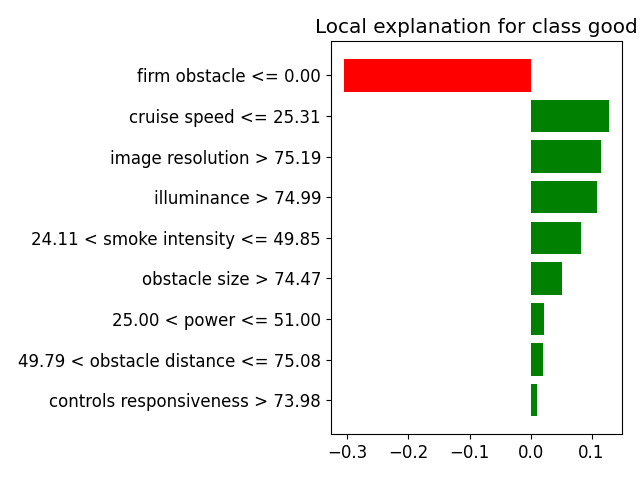 Local explanation for class good
firm obstacle <= 0.00
cruise speed <= 25.31
image resolution > 75.19
illuminance > 74.99
24.11 < smoke intensity <= 49.85
obstacle size > 74.47
25.00 < power <= 51.00
49.79 < obstacle distance <= 75.08
controls responsiveness > 73.98
−0.3 −0.2 −0.1 0.0 0.1